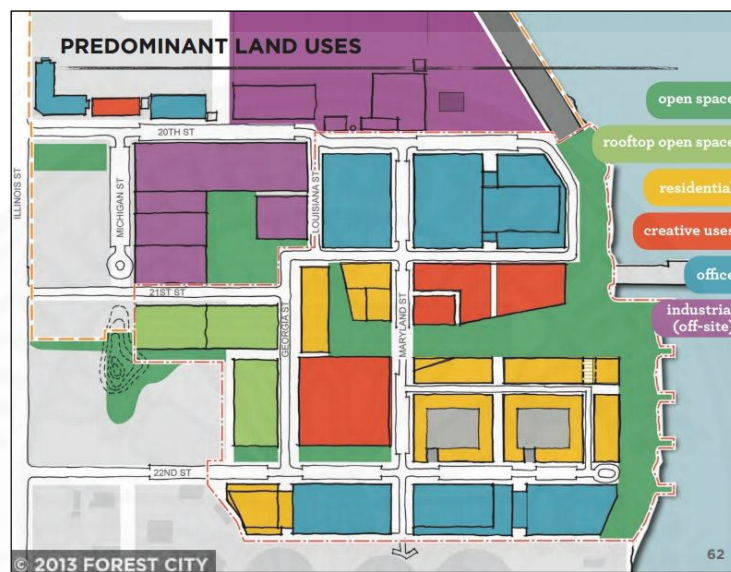 PREDOMINANT LAND USES
open space
20TH ST
rooftop open space
ILLINOIS ST
MICHIGAN ST
LOUISIANA ST
residential
creative uses
office
21ST ST
GEORGIA ST
MARYLAND ST
industrial
(off-site)
22ND ST
© 2013 FOREST CITY
62